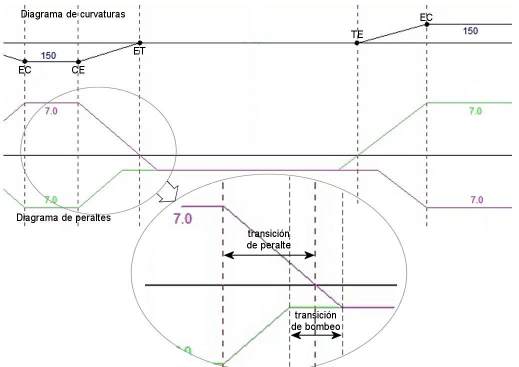 Diagrama de curvaturas
EC
TE
150
150
ET
EC
CE
7.0
7.0
7.0
Diagrama de peraltes
7.0
7.0
transición
de peralte
transición
de bombeo
.0